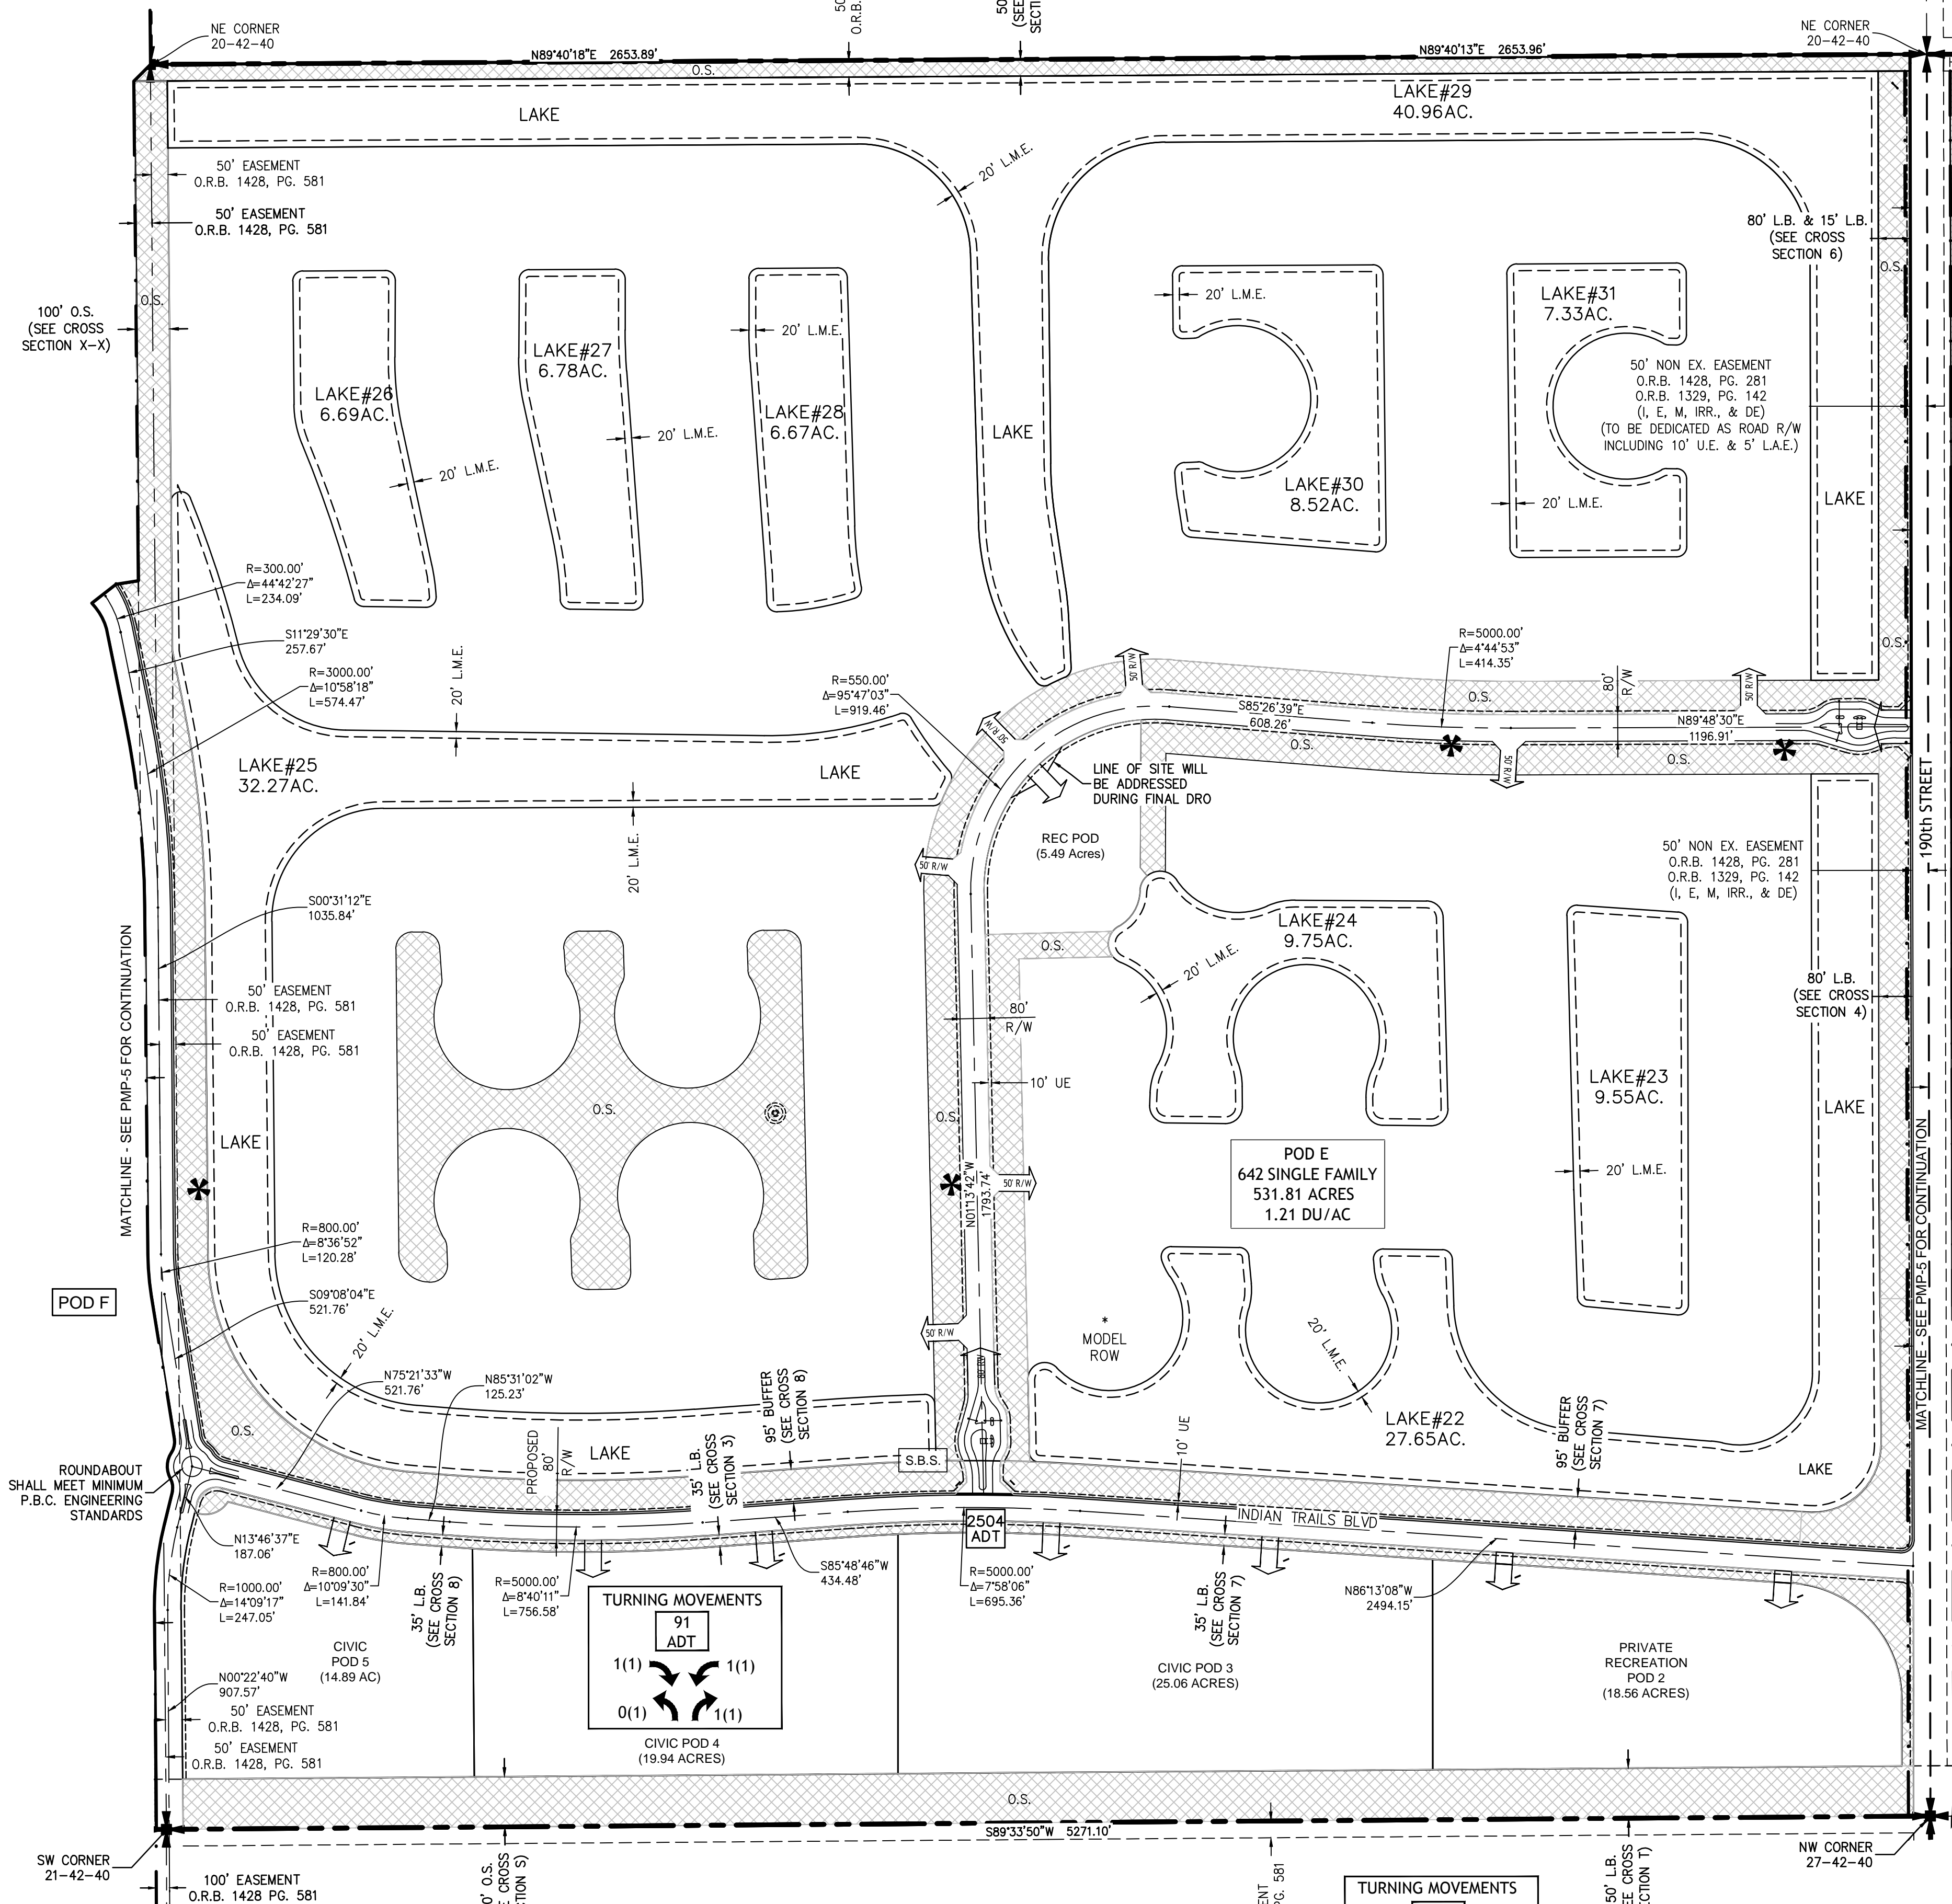 NE CORNER
20-42-40
N89°40'18"E 2653.89'
O.S.
50'
O.R.B.
50'
(SEE
SECTI
N89°40'13"E 2653.96'
NE CORNER
20-42-40
LAKE
LAKE#29
40.96AC.
50' EASEMENT
O.R.B. 1428, PG. 581
50' EASEMENT
O.R.B. 1428, PG. 581
20' L.M.E.
80' L.B. & 15' L.B.
(SEE CROSS
SECTION 6)
O.S.
100' O.S.
(SEE CROSS
SECTION X-X)
O.S.
LAKE#26
6.69AC.
20' L.M.E.
LAKE#27
6.78AC.
20' L.M.E.
20' L.M.E.
LAKE#28
6.67AC.
LAKE
20' L.M.E.
LAKE#30
8.52AC.
LAKE#31
7.33AC.
50' NON EX. EASEMENT
O.R.B. 1428, PG. 281
O.R.B. 1329, PG. 142
(I, E, M, IRR., & DE)
(TO BE DEDICATED AS ROAD R/W
INCLUDING 10' U.E. & 5' L.A.E.)
20' L.M.E.
LAKE
R=300.00'
Δ=44°42'27"
L=234.09'
S11°29'30"E
257.67'
R=3000.00'
Δ=10°58'18"
L=574.47'
20' L.M.E.
R=550.00'
Δ=95°47'03"
L=919.46'
50' R/W
50' R/W
S85°26'39"E
608.26'
R=5000.00'
Δ=4°44'53"
L=414.35'
O.S.
O.S.
80'
R/W
50' R/W
O.S.
N89°48'30"E
1196.91'
50' R/W
O.S.
LAKE#25
32.27AC.
LAKE
20' L.M.E.
LINE OF SITE WILL
BE ADDRESSED
DURING FINAL DRO
REC POD
(5.49 Acres)
50' R/W
190th STREET
50' NON EX. EASEMENT
O.R.B. 1428, PG. 281
O.R.B. 1329, PG. 142
(I, E, M, IRR., & DE)
MATCHLINE - SEE PMP-5 FOR CONTINUATION
S00°31'12"E
1035.84'
50' EASEMENT
O.R.B. 1428, PG. 581
50' EASEMENT
O.R.B. 1428, PG. 581
O.S.
LAKE#24
9.75AC.
20' L.M.E.
80' L.B.
(SEE CROSS
SECTION 4)
80'
R/W
10' UE
O.S.
O.S.
LAKE
LAKE#23
9.55AC.
20' L.M.E.
LAKE
POD E
642 SINGLE FAMILY
531.81 ACRES
1.21 DU/AC
N01°13'42"W
1793.74'
50' R/W
MATCHLINE - SEE PMP-5 FOR CONTINUATION
R=800.00'
Δ=8°36'52"
L=120.28'
POD F
S09°08'04"E
521.76'
20' L.M.E.
50' R/W
*
MODEL
ROW
20' L.M.E.
N75°21'33"W
521.76'
N85°31'02"W
125.23'
95' BUFFER
(SEE CROSS
SECTION 8)
95' BUFFER
(SEE CROSS
SECTION 7)
LAKE#22
27.65AC.
O.S.
PROPOSED
80'
R/W
LAKE
35' L.B.
(SEE CROSS
SECTION 3)
S.B.S.
10' UE
LAKE
ROUNDABOUT
SHALL MEET MINIMUM
P.B.C. ENGINEERING
STANDARDS
INDIAN TRAILS BLVD
2504
ADT
N13°46'37"E
187.06'
R=800.00'
Δ=10°09'30"
L=141.84'
R=1000.00'
Δ=14°09'17"
L=247.05'
35' L.B.
(SEE CROSS
SECTION 8)
R=5000.00'
Δ=8°40'11"
L=756.58'
S85°48'46"W
434.48'
R=5000.00'
Δ=7°58'06"
L=695.36'
35' L.B.
(SEE CROSS
SECTION 7)
N86°13'08"W
2494.15'
TURNING MOVEMENTS
91
ADT
1(1) 1(1)
0(1) 1(1)
CIVIC
POD 5
(14.89 AC)
CIVIC POD 4
(19.94 ACRES)
CIVIC POD 3
(25.06 ACRES)
PRIVATE
RECREATION
POD 2
(18.56 ACRES)
N00°22'40"W
907.57'
50' EASEMENT
O.R.B. 1428, PG. 581
50' EASEMENT
O.R.B. 1428, PG. 581
O.S.
S89°33'50"W 5271.10'
SW CORNER
21-42-40
NW CORNER
27-42-40
100' EASEMENT
O.R.B. 1428 PG. 581
0' O.S.
E CROSS
CTION S)
ENT
PG. 581
TURNING MOVEMENTS
50' L.B.
EE CROSS
ECTION T)